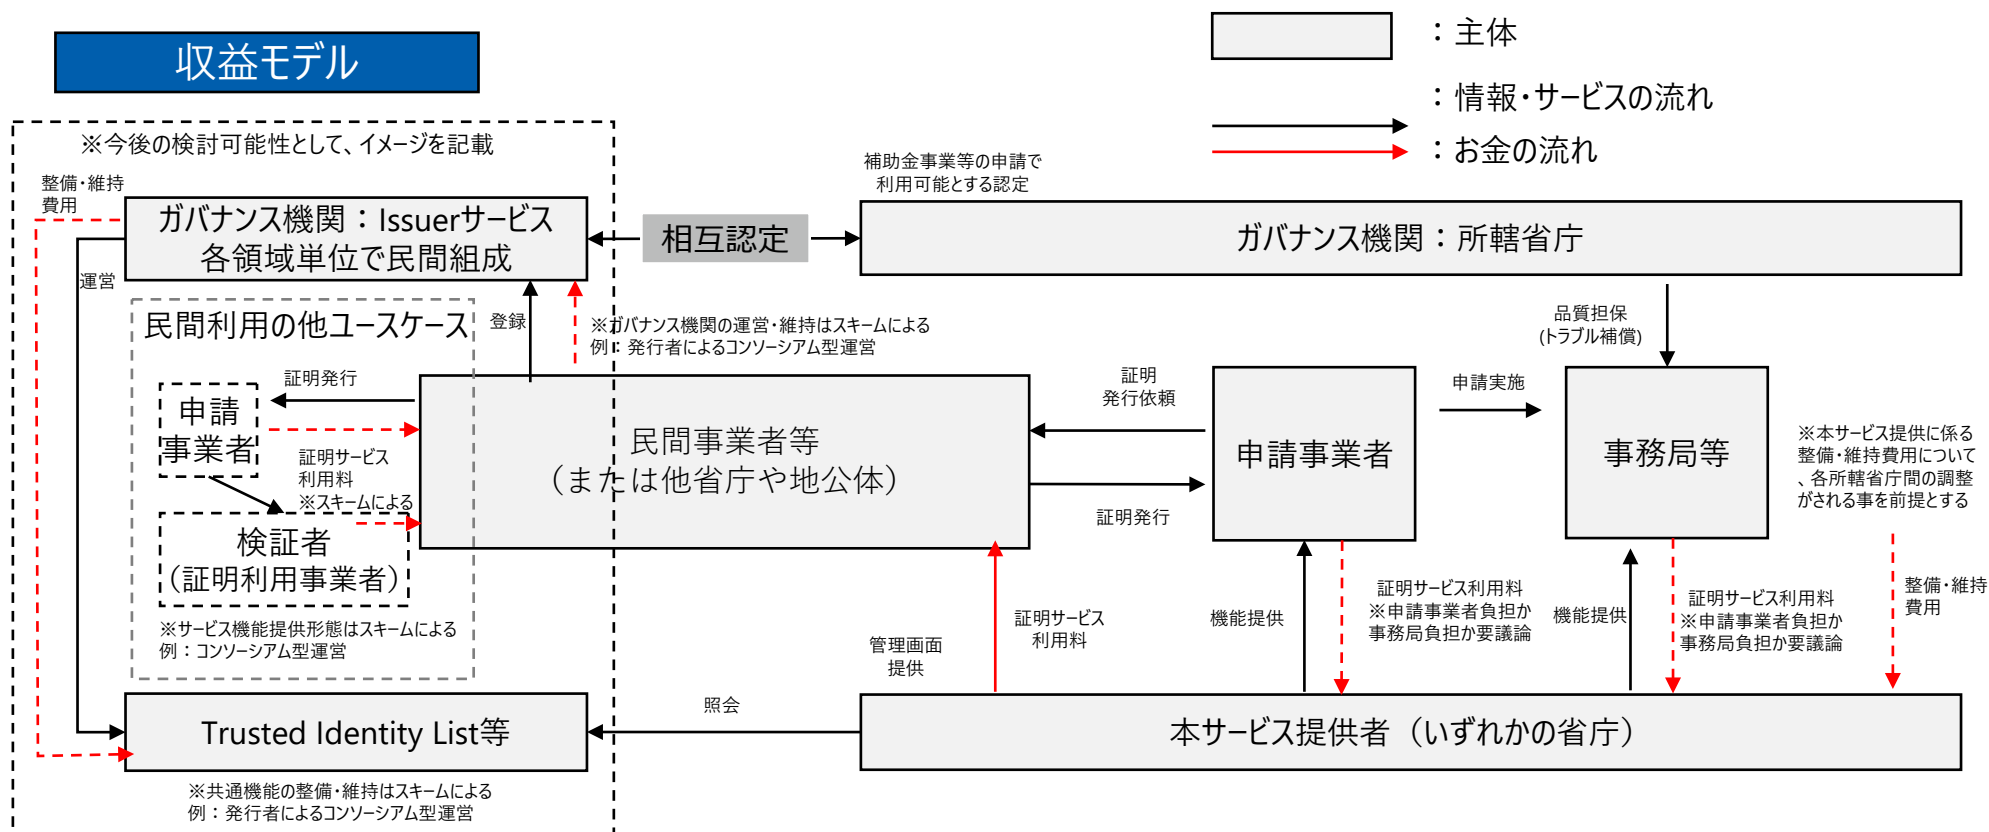 収益モデル
：主体
：情報・サービスの流れ
：お金の流れ
※今後の検討可能性として、イメージを記載
整備・維持
費用
ガバナンス機関：Issuerサービス
各領域単位で民間組成
運営
相互認定
補助金事業等の申請で
利用可能とする認定
ガバナンス機関：所轄省庁
民間利用の他ユースケース
登録
※ガバナンス機関の運営・維持はスキームによる
例：発行者によるコンソーシアム型運営
品質担保
(トラブル補償)
証明発行
申請
事業者
証明サービス
利用料
※スキームによる
検証者
（証明利用事業者）
※サービス機能提供形態はスキームによる
例：コンソーシアム型運営
民間事業者等
（または他省庁や地公体）
証明
発行依頼
証明発行
申請事業者
申請実施
事務局等
※本サービス提供に係る
整備・維持費用について
、各所轄省庁間の調整
がされる事を前提とする
管理画面
提供
証明サービス
利用料
機能提供
証明サービス利用料
※申請事業者負担か
事務局負担か要議論
機能提供
証明サービス利用料
※申請事業者負担か
事務局負担か要議論
整備・維持
費用
Trusted Identity List等
照会
本サービス提供者（いずれかの省庁）
※共通機能の整備・維持はスキームによる
例：発行者によるコンソーシアム型運営